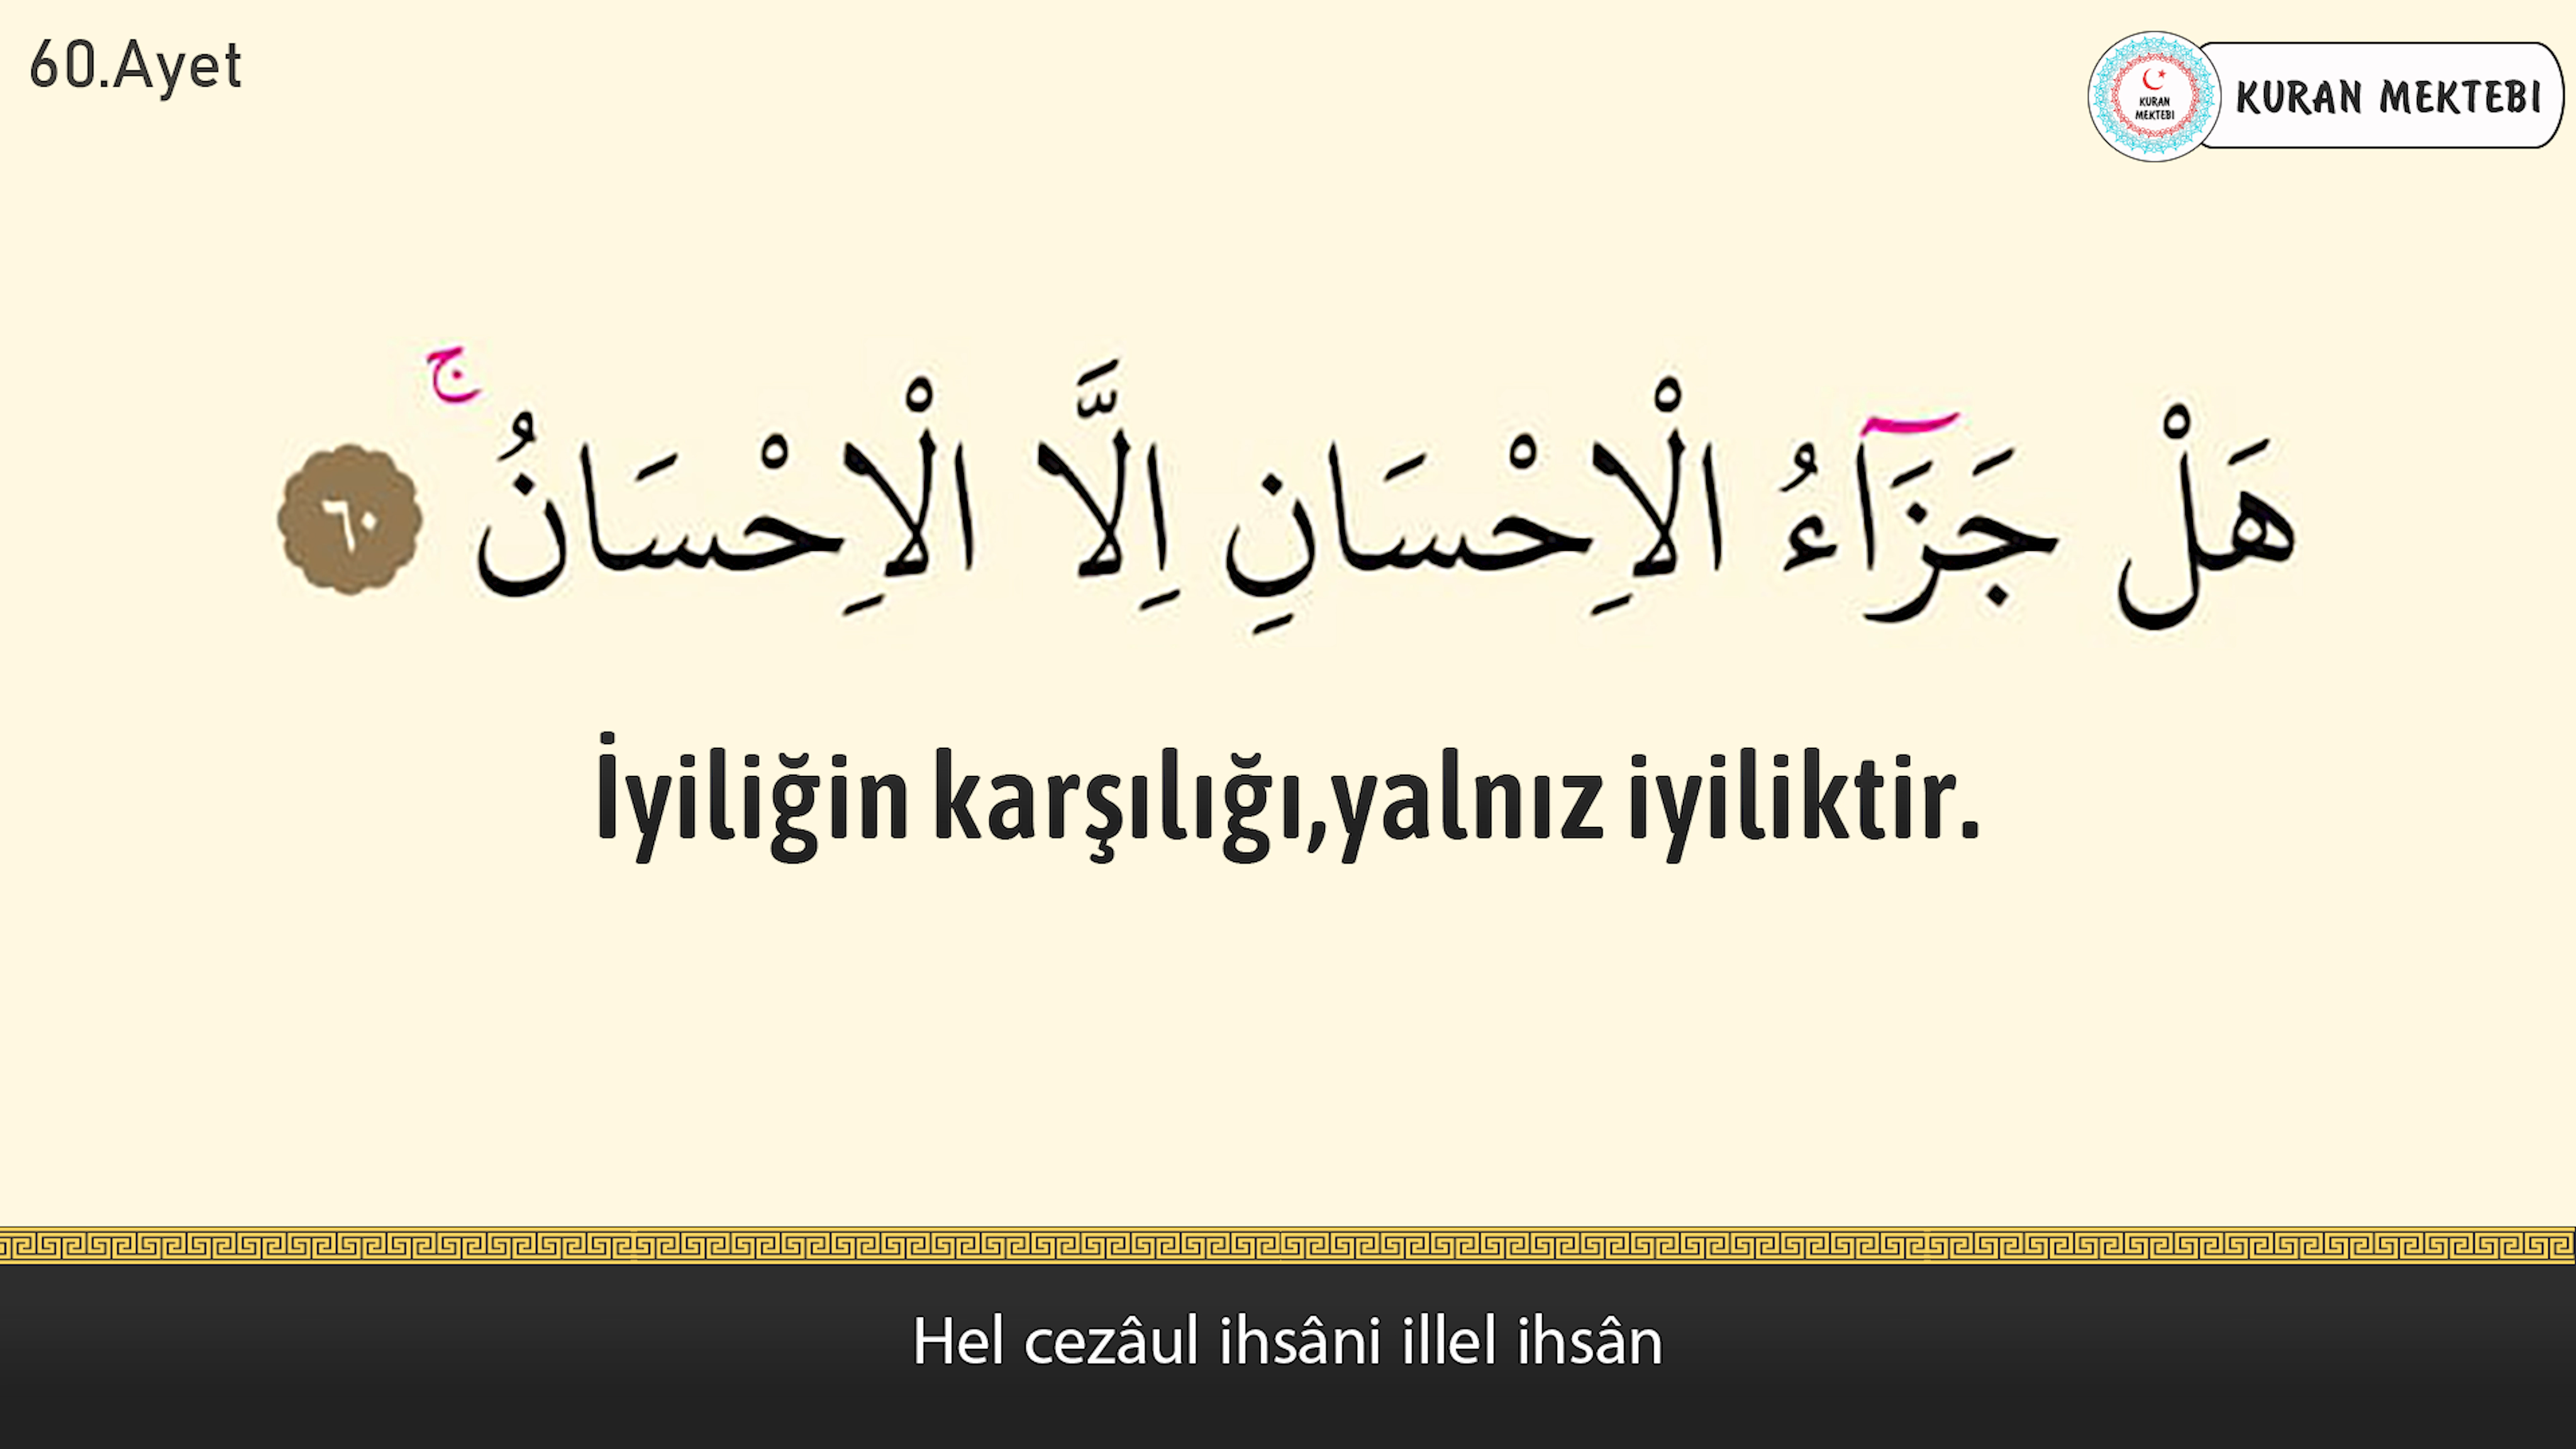 60.Ayet
KURAN
MEKTEBI
KURAN MEKTEBI
هَلْ جَزَٓاءُ الْاِحْسَانِ اِلَّا الْاِحْسَانُۚ ٦٠
İyiliğin karşılığı,yalnız iyiliktir.
Hel cezâul ihsâni illel ihsân